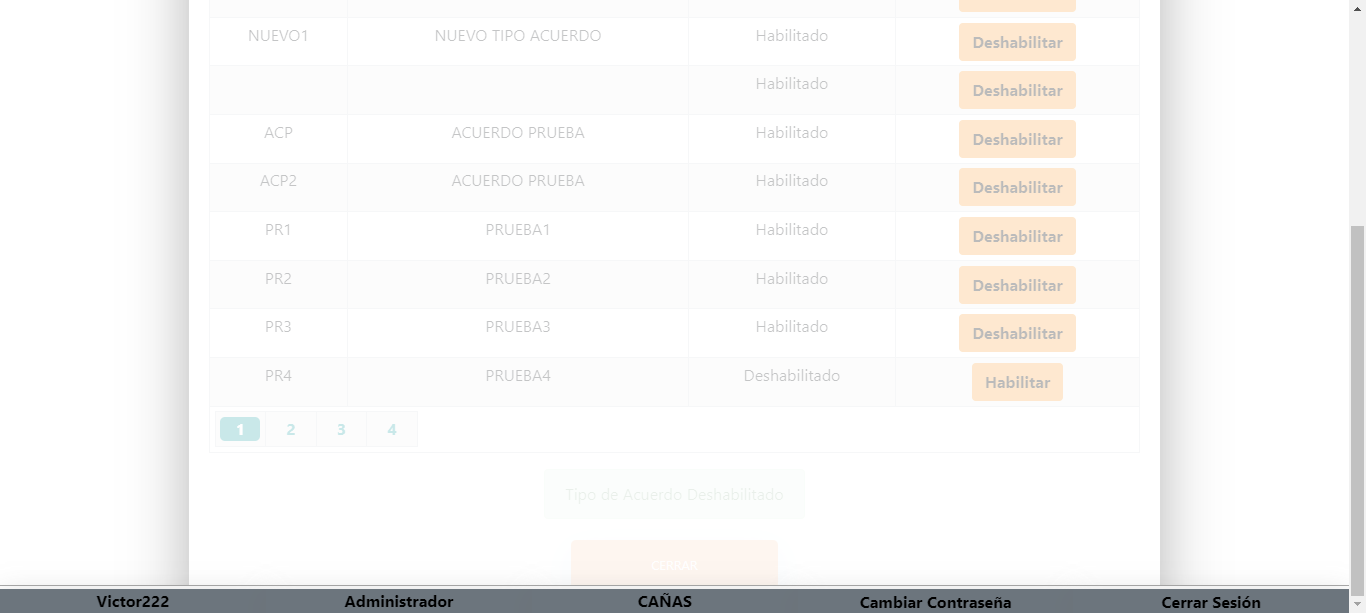 NUEVO1 NUEVO TIPO ACUERDO Habilitado Deshabilitar
Habilitado Deshabilitar
ACP ACUERDO PRUEBA Habilitado Deshabilitar
ACP2 ACUERDO PRUEBA Habilitado Deshabilitar
PR1 PRUEBA1 Habilitado Deshabilitar
PR2 PRUEBA2 Habilitado Deshabilitar
PR3 PRUEBA3 Habilitado Deshabilitar
PR4 PRUEBA4 Deshabilitado Habilitar
1 2 3 4
Tipo de Acuerdo Deshabilitado
CERRAR
Victor222 Administrador CAÑAS Cambiar Contraseña Cerrar Sesión